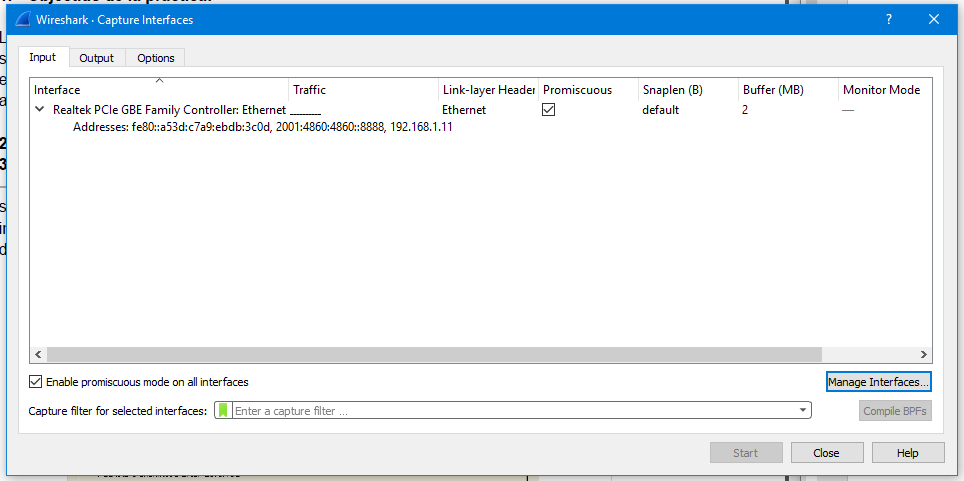 Wireshark · Capture Interfaces
Input Output Options
Interface Traffic Link-layer Header Promiscuous Snaplen (B) Buffer (MB) Monitor Mode
Realtek PCIe GBE Family Controller: Ethernet Ethernet default 2 —
Addresses: fe80::a53d:c7a9:ebdb:3c0d, 2001:4860:4860::8888, 192.168.1.11
Enable promiscuous mode on all interfaces
Manage Interfaces...
Capture filter for selected interfaces: Enter a capture filter ...
Compile BPFs
Start Close Help